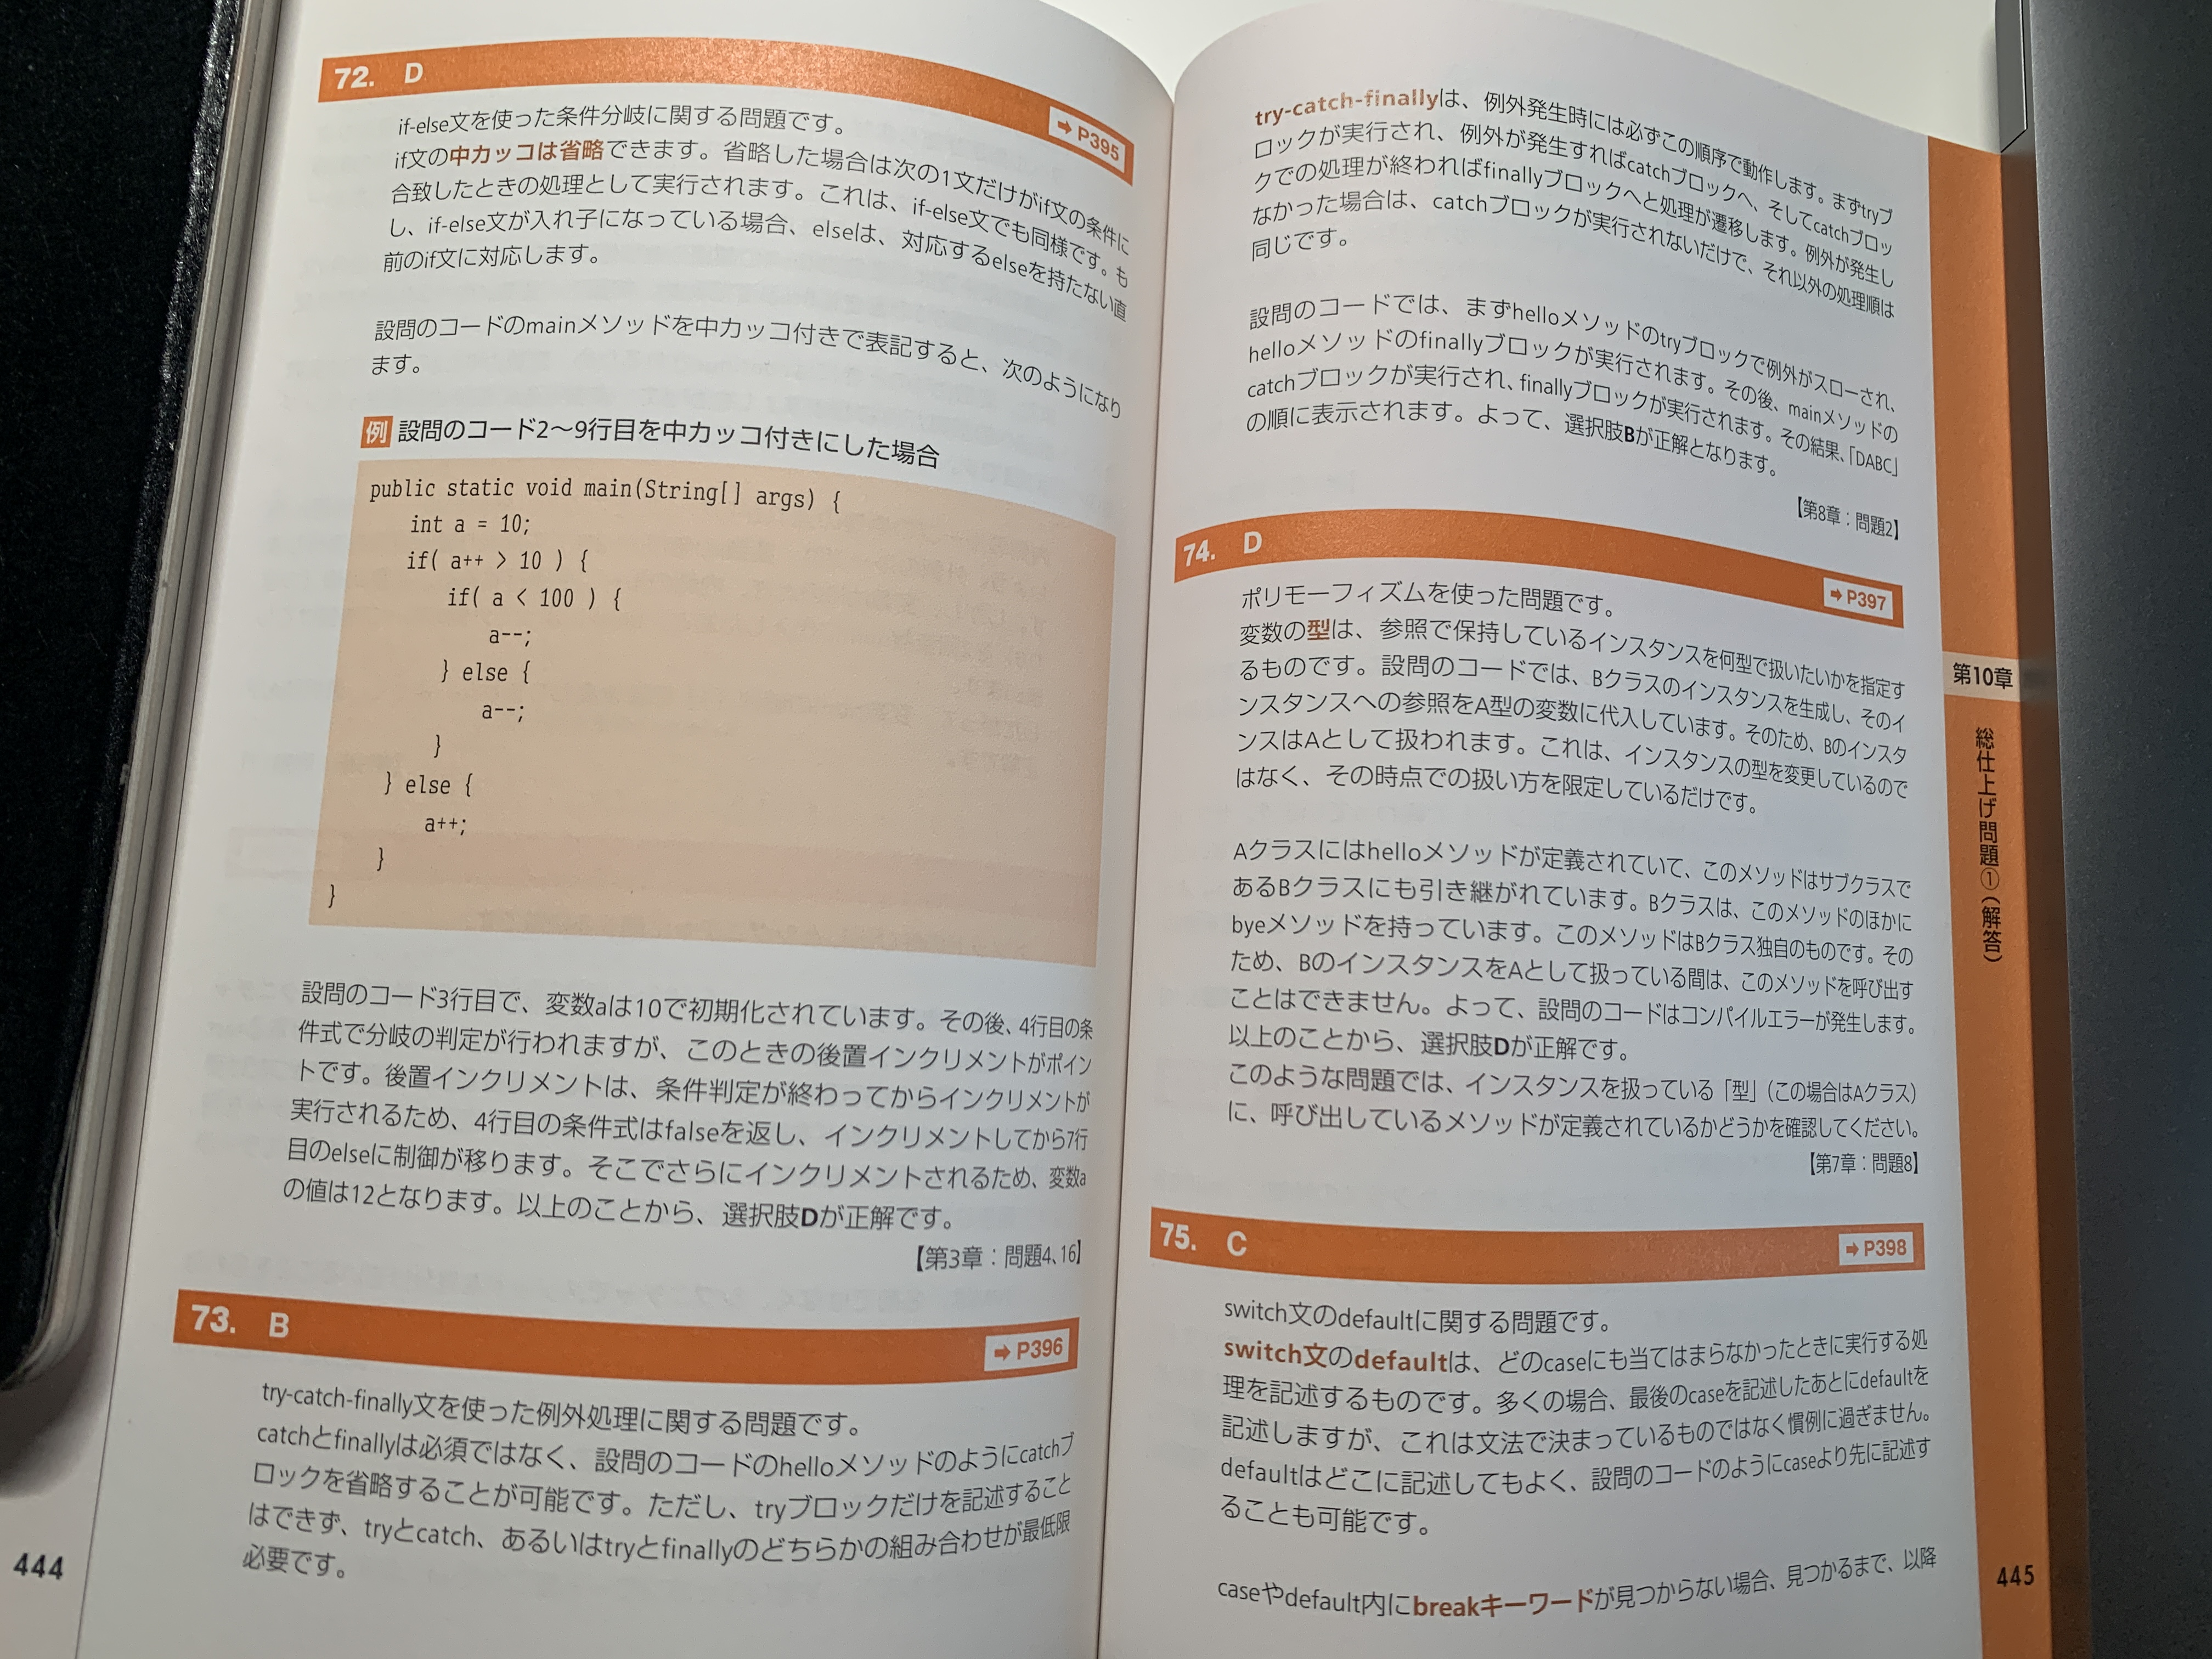 72. D
➡P395
if-else文を使った条件分岐に関する問題です。
if文の中カッコは省略できます。省略した場合は次の1文だけがif文の条件に
合致したときの処理として実行されます。これは、if-else文でも同様です。も
し、if-else文が入れ子になっている場合、elseは、対応するelseを持たない直
前のif文に対応します。
設問のコードのmainメソッドを中カッコ付きで表記すると、次のようになり
ます。
例 設問のコード2〜9行目を中カッコ付きにした場合
public static void main(String[] args) {
int a = 10;
if( a++ > 10 ) {
if( a < 100 ) {
a--;
} else {
a--;
}
} else {
a++;
}
}
設問のコード3行目で、変数aは10で初期化されています。その後、4行目の条
件式で分岐の判定が行われますが、このときの後置インクリメントがポイン
トです。後置インクリメントは、条件判定が終わってからインクリメントが
実行されるため、4行目の条件式はfalseを返し、インクリメントしてから7行
目のelseに制御が移ります。そこでさらにインクリメントされるため、変数a
の値は12となります。以上のことから、選択肢Dが正解です。
【第3章：問題4、16】
73. B
➡P396
try-catch-finally文を使った例外処理に関する問題です。
catchとfinallyは必須ではなく、設問のコードのhelloメソッドのようにcatchブ
ロックを省略することが可能です。ただし、tryブロックだけを記述すること
はできず、tryとcatch、あるいはtryとfinallyのどちらかの組み合わせが最低限
必要です。
444
try-catch-finallyは、例外発生時には必ずこの順序で動作します。まずtryブ
ロックが実行され、例外が発生すればcatchブロックへ、そしてcatchブロッ
クでの処理が終わればfinallyブロックへと処理が遷移します。例外が発生し
なかった場合は、catchブロックが実行されないだけで、それ以外の処理順は
同じです。
設問のコードでは、まずhelloメソッドのtryブロックで例外がスローされ、
helloメソッドのfinallyブロックが実行されます。その後、mainメソッドの
catchブロックが実行され、finallyブロックが実行されます。その結果、「DABC」
の順に表示されます。よって、選択肢Bが正解となります。
【第8章：問題2】
74. D
➡P397
ポリモーフィズムを使った問題です。
変数の型は、参照で保持しているインスタンスを何型で扱いたいかを指定す
るものです。設問のコードでは、Bクラスのインスタンスを生成し、そのイ
ンスタンスへの参照をA型の変数に代入しています。そのため、Bのインスタ
ンスはAとして扱われます。これは、インスタンスの型を変更しているので
はなく、その時点での扱い方を限定しているだけです。
Aクラスにはhelloメソッドが定義されていて、このメソッドはサブクラスで
あるBクラスにも引き継がれています。Bクラスは、このメソッドのほかに
byeメソッドを持っています。このメソッドはBクラス独自のものです。その
ため、BのインスタンスをAとして扱っている間は、このメソッドを呼び出す
ことはできません。よって、設問のコードはコンパイルエラーが発生します。
以上のことから、選択肢Dが正解です。
このような問題では、インスタンスを扱っている「型」（この場合はAクラス）
に、呼び出しているメソッドが定義されているかどうかを確認してください。
【第7章：問題8】
75. C
➡P398
switch文のdefaultに関する問題です。
switch文のdefaultは、どのcaseにも当てはまらなかったときに実行する処
理を記述するものです。多くの場合、最後のcaseを記述したあとにdefaultを
記述しますが、これは文法で決まっているものではなく慣例に過ぎません。
defaultはどこに記述してもよく、設問のコードのようにcaseより先に記述す
ることも可能です。
caseやdefault内にbreakキーワードが見つからない場合、見つかるまで、以降
第10章
総仕上げ問題①（解答）
445